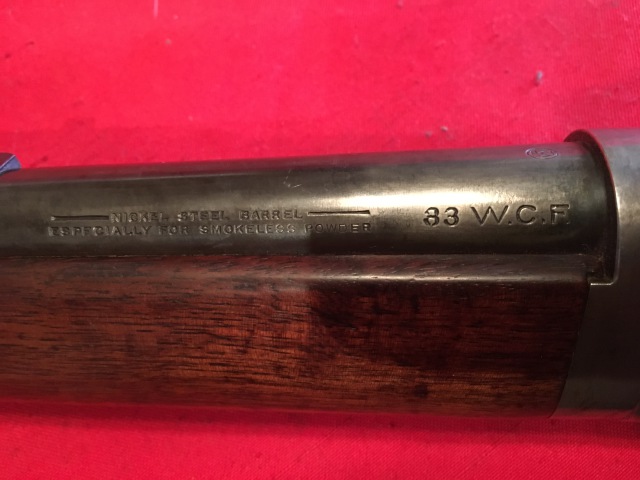 NICKEL STEEL BARREL
ESPECIALLY FOR SMOKELESS POWDER
33 W.C.F.